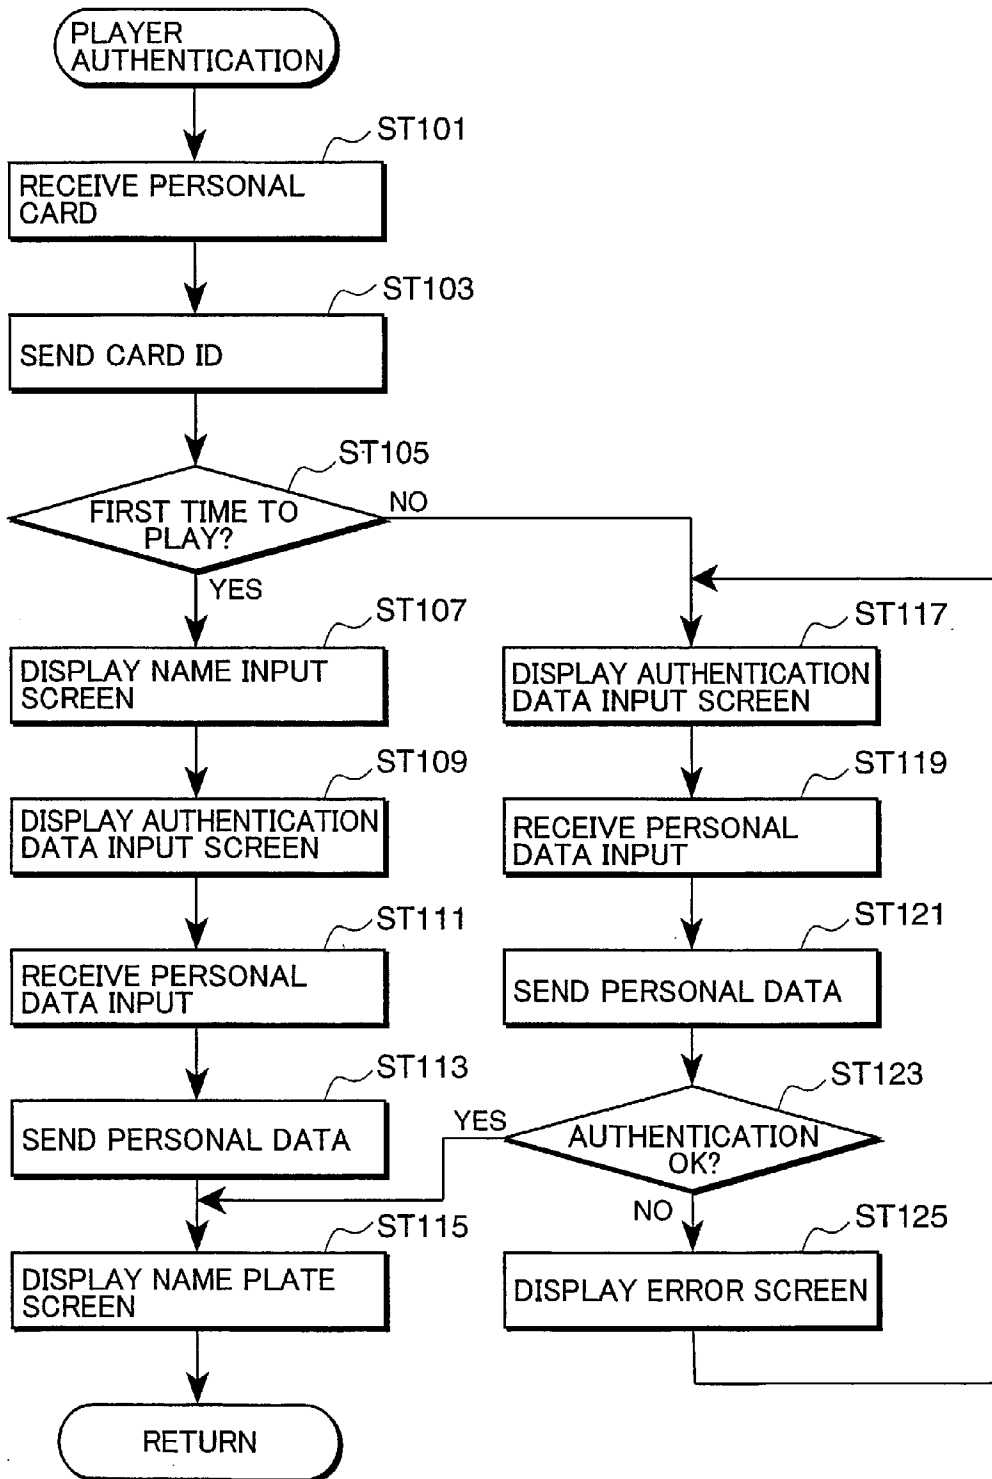 PLAYER
AUTHENTICATION
ST101
RECEIVE PERSONAL
CARD
ST103
SEND CARD ID
ST105
FIRST TIME TO
PLAY?
NO
YES
ST107
DISPLAY NAME INPUT
SCREEN
ST109
DISPLAY AUTHENTICATION
DATA INPUT SCREEN
ST111
RECEIVE PERSONAL
DATA INPUT
ST113
SEND PERSONAL DATA
ST115
DISPLAY NAME PLATE
SCREEN
RETURN
ST117
DISPLAY AUTHENTICATION
DATA INPUT SCREEN
ST119
RECEIVE PERSONAL
DATA INPUT
ST121
SEND PERSONAL DATA
ST123
AUTHENTICATION
OK?
YES
NO
ST125
DISPLAY ERROR SCREEN